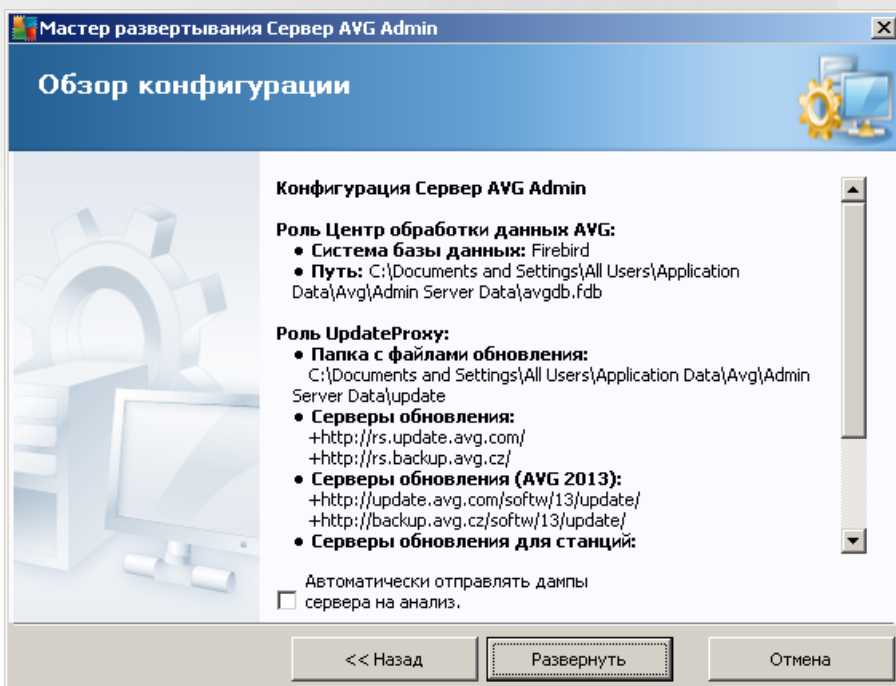 Мастер развертывания Сервер AVG Admin
Обзор конфигурации
Конфигурация Сервер AVG Admin
Роль Центр обработки данных AVG:
• Система базы данных: Firebird
• Путь: C:\Documents and Settings\All Users\Application
Data\Avg\Admin Server Data\avgdb.fdb
Роль UpdateProxy:
• Папка с файлами обновления:
C:\Documents and Settings\All Users\Application Data\Avg\Admin
Server Data\update
• Серверы обновления:
+http://rs.update.avg.com/
+http://rs.backup.avg.cz/
• Серверы обновления (AVG 2013):
+http://update.avg.com/softw/13/update/
+http://backup.avg.cz/softw/13/update/
• Серверы обновления для станций:
Автоматически отправлять дампы
сервера на анализ.
<< Назад
Развернуть
Отмена